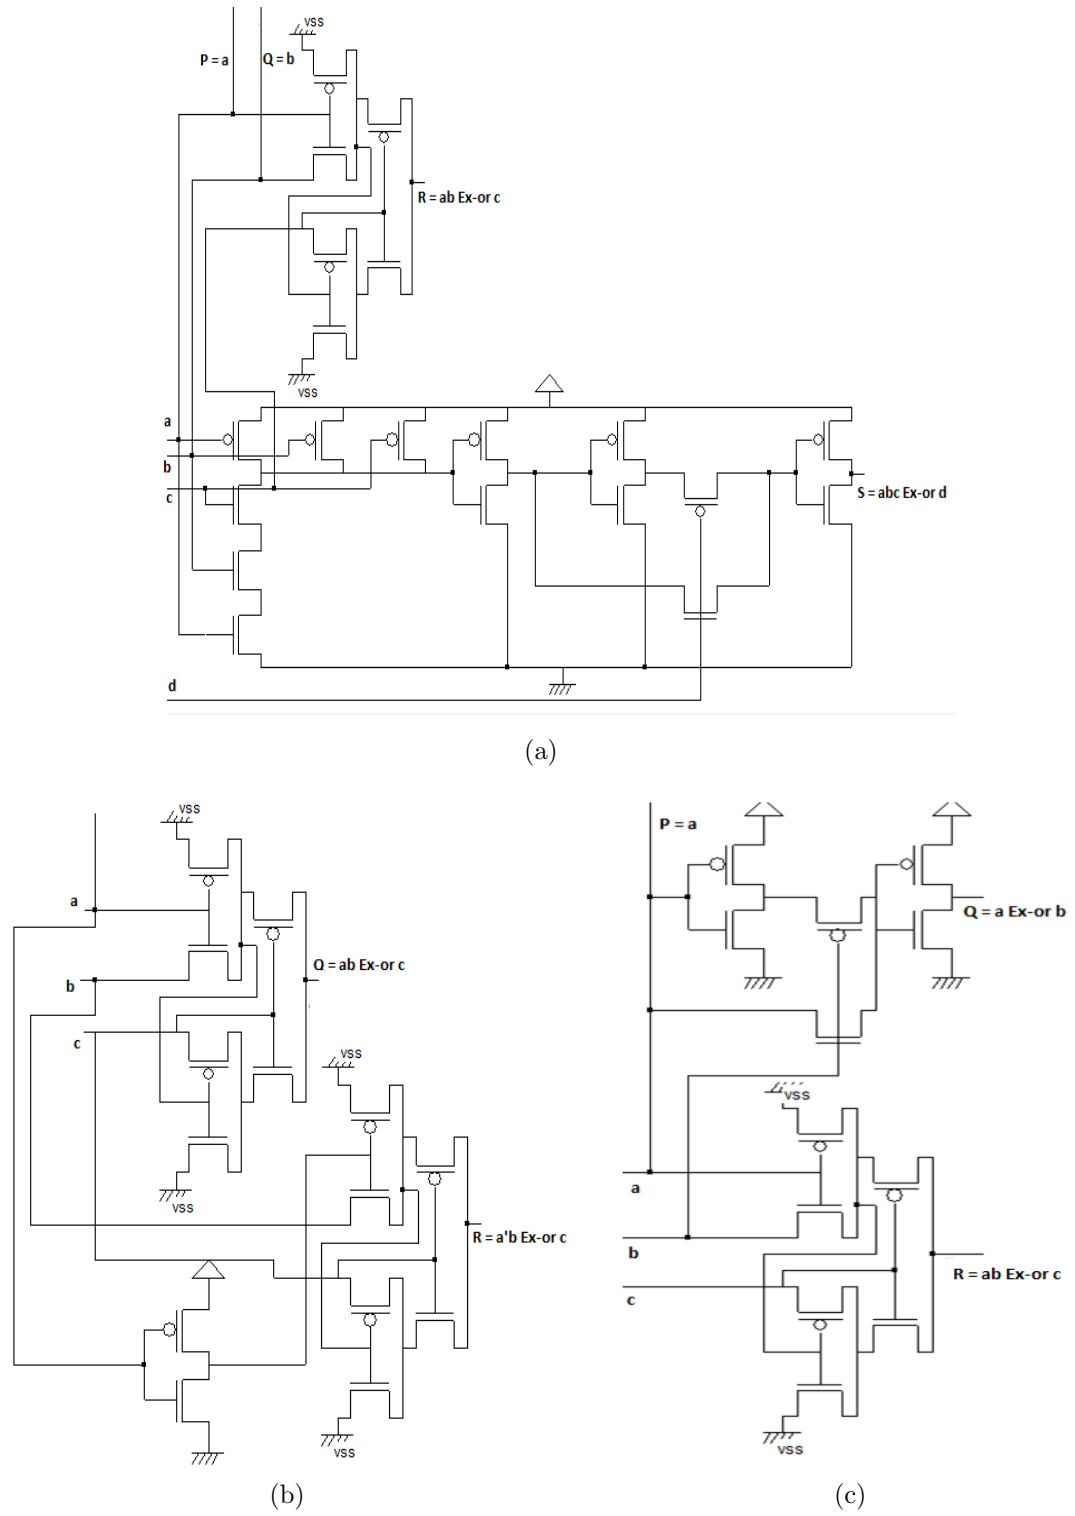 VSS
P = a
Q = b
R = ab Ex-or c
VSS
a
b
c
S = abc Ex-or d
d
(a)
VSS
a
Q = ab Ex-or c
b
c
VSS
VSS
R = a'b Ex-or c
VSS
(b)
P = a
Q = a Ex-or b
VSS
a
b
R = ab Ex-or c
c
VSS
(c)